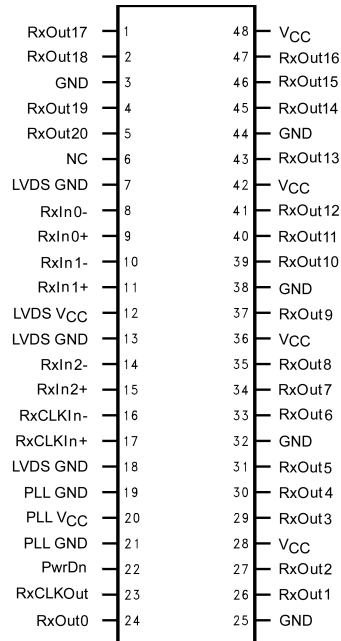 RxOut17 1 48 VCC
RxOut18 2 47 RxOut16
GND 3 46 RxOut15
RxOut19 4 45 RxOut14
RxOut20 5 44 GND
NC 6 43 RxOut13
LVDS GND 7 42 VCC
RxIn0- 8 41 RxOut12
RxIn0+ 9 40 RxOut11
RxIn1- 10 39 RxOut10
RxIn1+ 11 38 GND
LVDS VCC 12 37 RxOut9
LVDS GND 13 36 VCC
RxIn2- 14 35 RxOut8
RxIn2+ 15 34 RxOut7
RxCLKIn- 16 33 RxOut6
RxCLKIn+ 17 32 GND
LVDS GND 18 31 RxOut5
PLL GND 19 30 RxOut4
PLL VCC 20 29 RxOut3
PLL GND 21 28 VCC
PwrDn 22 27 RxOut2
RxCLKOut 23 26 RxOut1
RxOut0 24 25 GND